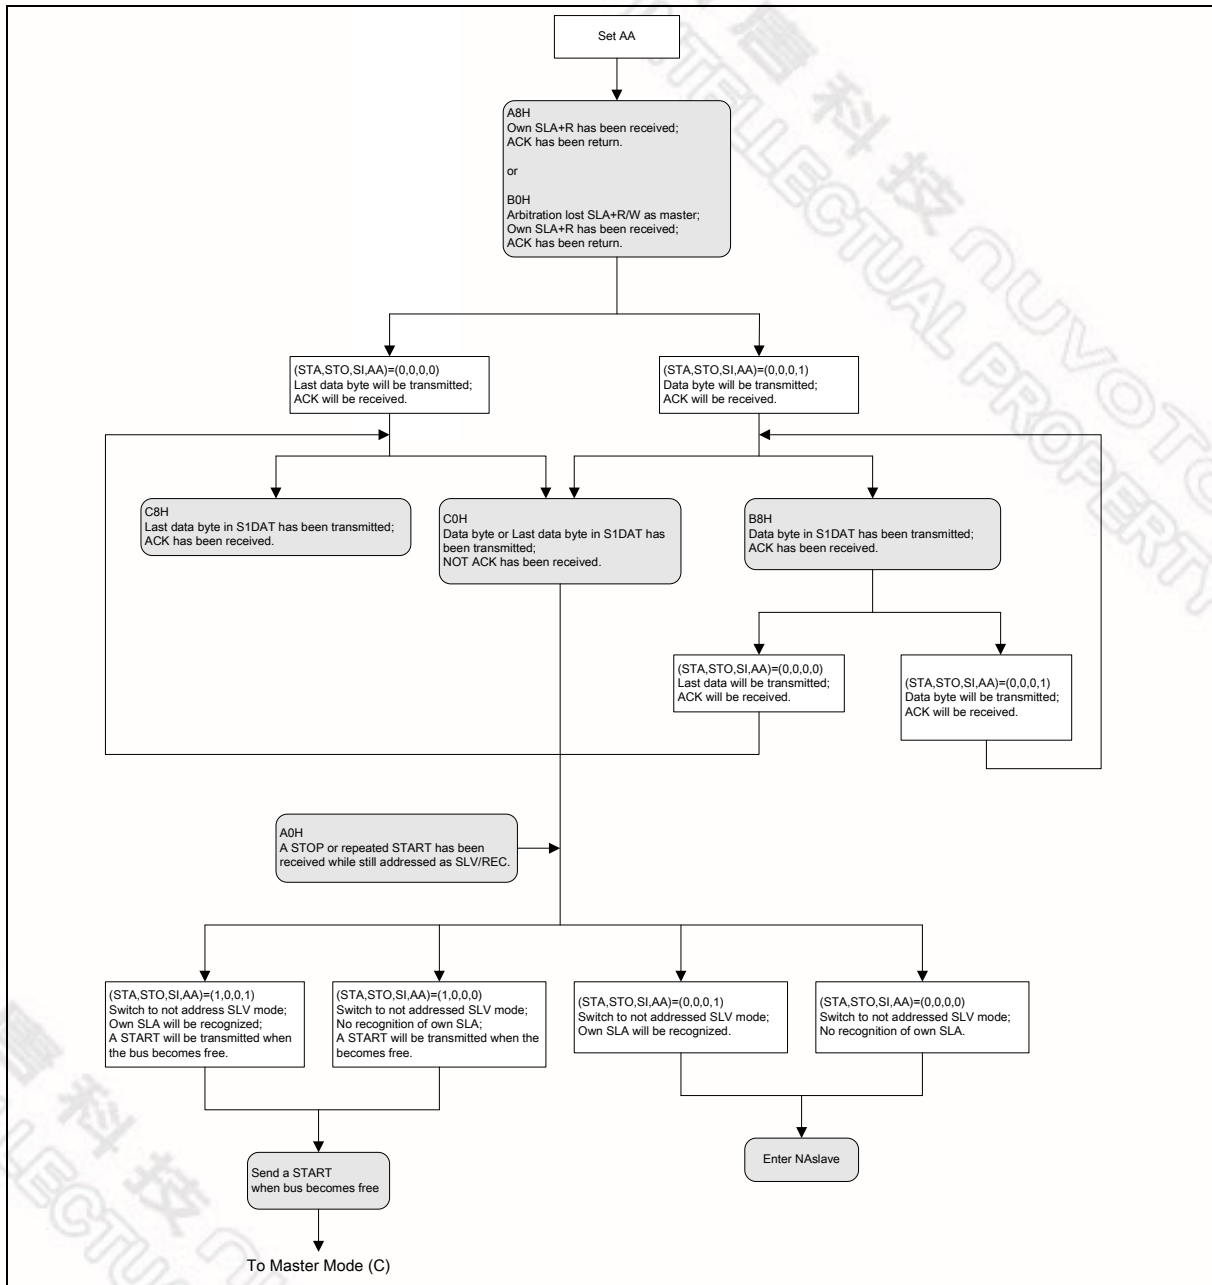 Set AA
A8H
Own SLA+R has been received;
ACK has been return.
or
B0H
Arbitration lost SLA+R/W as master;
Own SLA+R has been received;
ACK has been return.
(STA,STO,SI,AA)=(0,0,0,0)
Last data byte will be transmitted;
ACK will be received.
(STA,STO,SI,AA)=(0,0,0,1)
Data byte will be transmitted;
ACK will be received.
C8H
Last data byte in S1DAT has been transmitted;
ACK has been received.
C0H
Data byte or Last data byte in S1DAT has
been transmitted;
NOT ACK has been received.
B8H
Data byte in S1DAT has been transmitted;
ACK has been received.
(STA,STO,SI,AA)=(0,0,0,0)
Last data will be transmitted;
ACK will be received.
(STA,STO,SI,AA)=(0,0,0,1)
Data byte will be transmitted;
ACK will be received.
A0H
A STOP or repeated START has been
received while still addressed as SLV/REC.
(STA,STO,SI,AA)=(1,0,0,1)
Switch to not address SLV mode;
Own SLA will be recognized;
A START will be transmitted when
the bus becomes free.
(STA,STO,SI,AA)=(1,0,0,0)
Switch to not addressed SLV mode;
No recognition of own SLA;
A START will be transmitted when the
becomes free.
(STA,STO,SI,AA)=(0,0,0,1)
Switch to not addressed SLV mode;
Own SLA will be recognized.
(STA,STO,SI,AA)=(0,0,0,0)
Switch to not addressed SLV mode;
No recognition of own SLA.
Send a START
when bus becomes free
Enter NAslave
To Master Mode (C)
唐科技 nuvoTo
INTELLECTUAL PROPERTY
唐科技